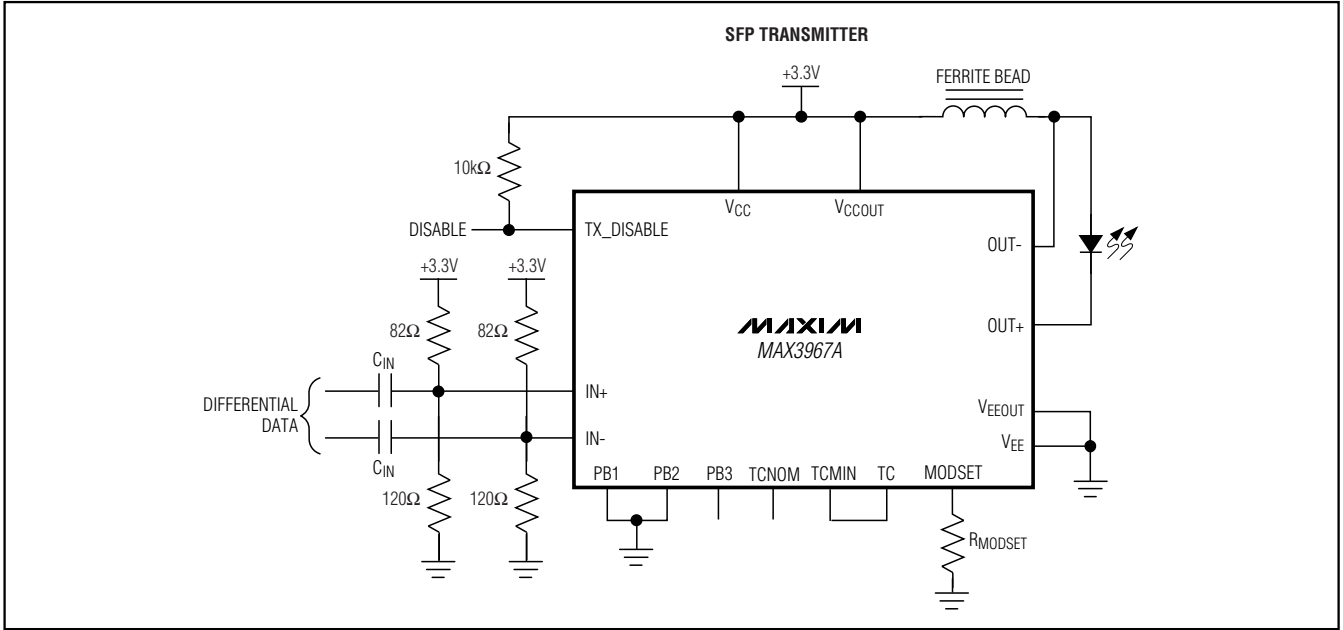 SFP TRANSMITTER
+3.3V
FERRITE BEAD
10kΩ
VCC
VCCOUT
DISABLE
TX_DISABLE
OUT-
+3.3V
+3.3V
82Ω
82Ω
MAXIM
MAX3967A
OUT+
CIN
DIFFERENTIAL
DATA
IN+
IN-
CIN
VEEOUT
VEE
PB1
PB2
PB3
TCNOM
TCMIN
TC
MODSET
120Ω
120Ω
RMODSET